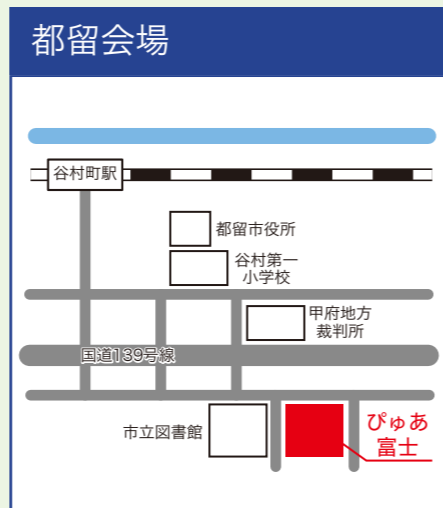 都留会場
谷村町駅
都留市役所
谷村第一
小学校
甲府地方
裁判所
国道139号線
市立図書館
ぴゅあ
富士